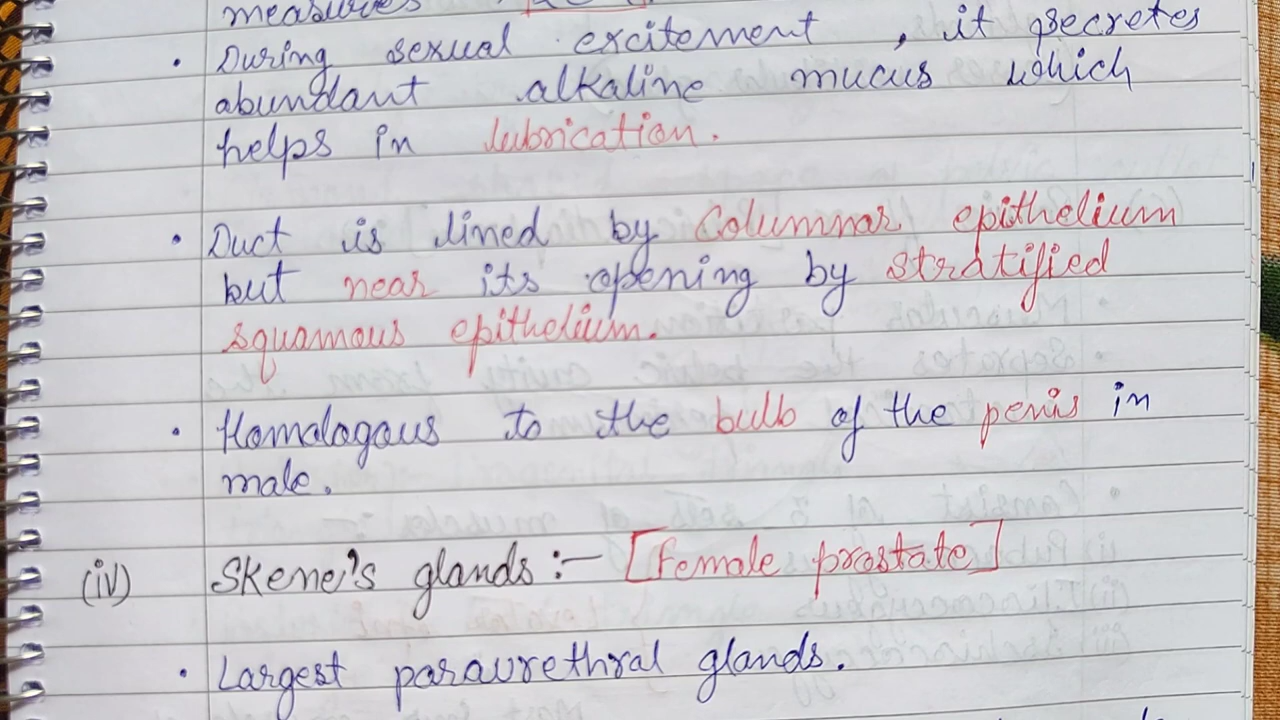 measures
• During sexual excitement , it secretes
abundant alkaline mucus which
helps in lubrication.
• Duct is lined by Columnar epithelium
but near its opening by stratified
squamous epithelium.
• Homologous to the bulb of the penis in
male.
(iv) Skene's glands :- [Female prostate]
• Largest paraurethral glands.